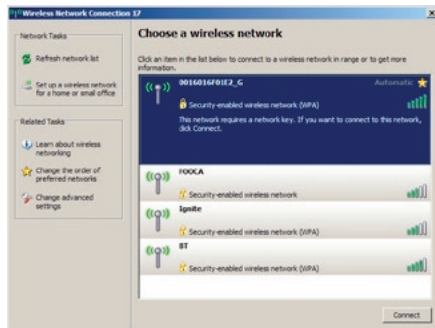 Wireless Network Connection 17
Network Tasks
Refresh network list
Set up a wireless network
for a home or small office
Related Tasks
Learn about wireless
networking
Change the order of
preferred networks
Change advanced
settings
Choose a wireless network
Click an item in the list below to connect to a wireless network in range or to get more
information.
0016016F01E2_G
Automatic
Security-enabled wireless network (WPA)
This network requires a network key. If you want to connect to this network,
click Connect.
FOOCA
Security-enabled wireless network
Ignite
Security-enabled wireless network (WPA)
BT
Security-enabled wireless network (WPA)
Connect